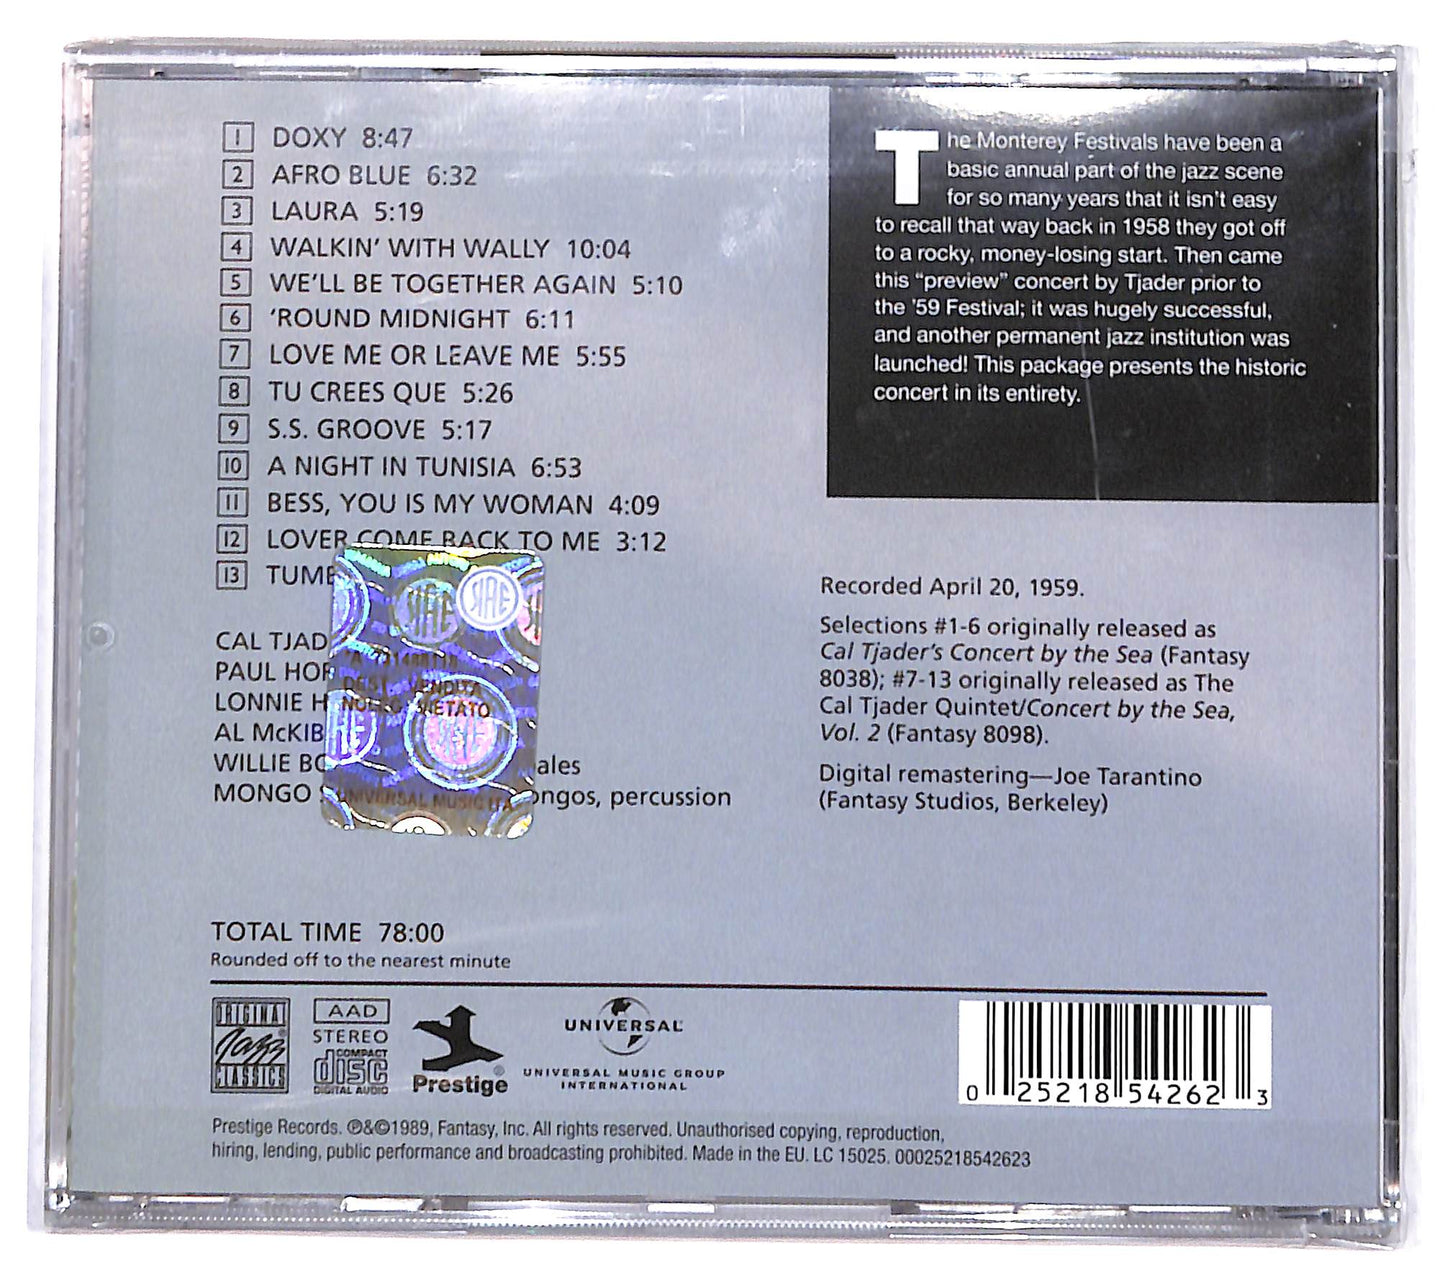 1 DOXY 8:47
2 AFRO BLUE 6:32
3 LAURA 5:19
4 WALKIN' WITH WALLY 10:04
5 WE'LL BE TOGETHER AGAIN 5:10
6 'ROUND MIDNIGHT 6:11
7 LOVE ME OR LEAVE ME 5:55
8 TU CREES QUE 5:26
9 S.S. GROOVE 5:17
10 A NIGHT IN TUNISIA 6:53
11 BESS, YOU IS MY WOMAN 4:09
12 LOVER COME BACK TO ME 3:12
13 TUMB
CAL TJAD
PAUL HOR
LONNIE H
AL McKIB
WILLIE BO ales
MONGO ongos, percussion
DEST. VENDITA
UNIVERSAL MUSIC ITA
TOTAL TIME 78:00
Rounded off to the nearest minute
The Monterey Festivals have been a
basic annual part of the jazz scene
for so many years that it isn't easy
to recall that way back in 1958 they got off
to a rocky, money-losing start. Then came
this "preview" concert by Tjader prior to
the '59 Festival; it was hugely successful,
and another permanent jazz institution was
launched! This package presents the historic
concert in its entirety.
Recorded April 20, 1959.
Selections #1-6 originally released as
Cal Tjader's Concert by the Sea (Fantasy
8038); #7-13 originally released as The
Cal Tjader Quintet/Concert by the Sea,
Vol. 2 (Fantasy 8098).
Digital remastering—Joe Tarantino
(Fantasy Studios, Berkeley)
ORIGINAL
Jazz
CLASSICS
AAD
STEREO
COMPACT
disc
DIGITAL AUDIO
Prestige®
UNIVERSAL
UNIVERSAL MUSIC GROUP
INTERNATIONAL
0 25218 54262 3
Prestige Records. ℗&©1989, Fantasy, Inc. All rights reserved. Unauthorised copying, reproduction,
hiring, lending, public performance and broadcasting prohibited. Made in the EU. LC 15025. 00025218542623